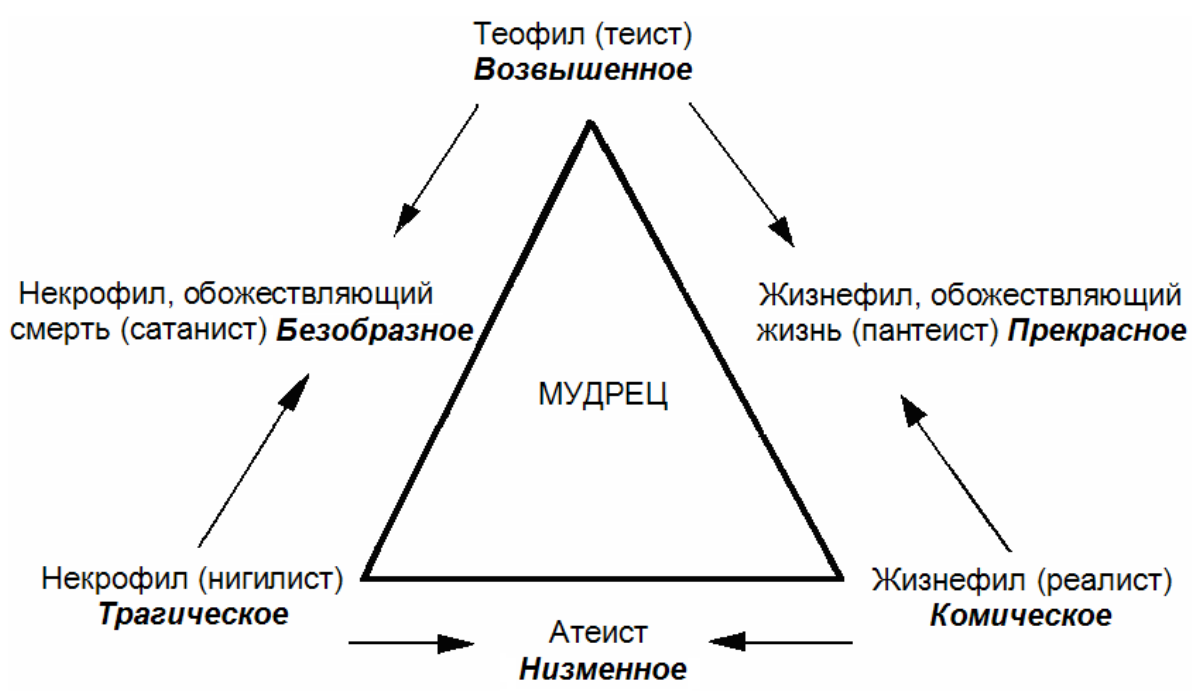 Теофил (теист)
Возвышенное
Некрофил, обожествляющий
смерть (сатанист) Безобразное
Жизнефил, обожествляющий
жизнь (пантеист) Прекрасное
МУДРЕЦ
Некрофил (нигилист)
Трагическое
Жизнефил (реалист)
Комическое
Атеист
Низменное